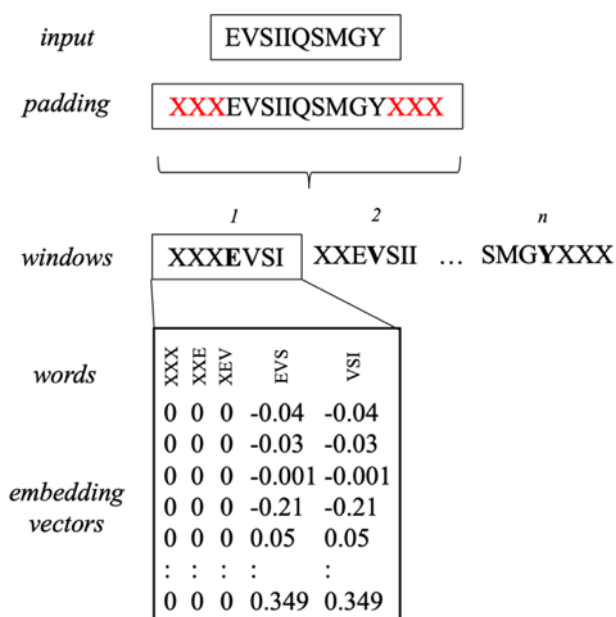 input EVSIIQSMGY
padding XXXEVSIIQSMGYXXX
1 2 n
windows XXXEVSI XXEVSII ... SMGYXXX
words XXX XXE XEV EVS VSI
0 0 0 -0.04 -0.04
0 0 0 -0.03 -0.03
0 0 0 -0.001 -0.001
embedding vectors
0 0 0 -0.21 -0.21
0 0 0 0.05 0.05
: : : : :
0 0 0 0.349 0.349